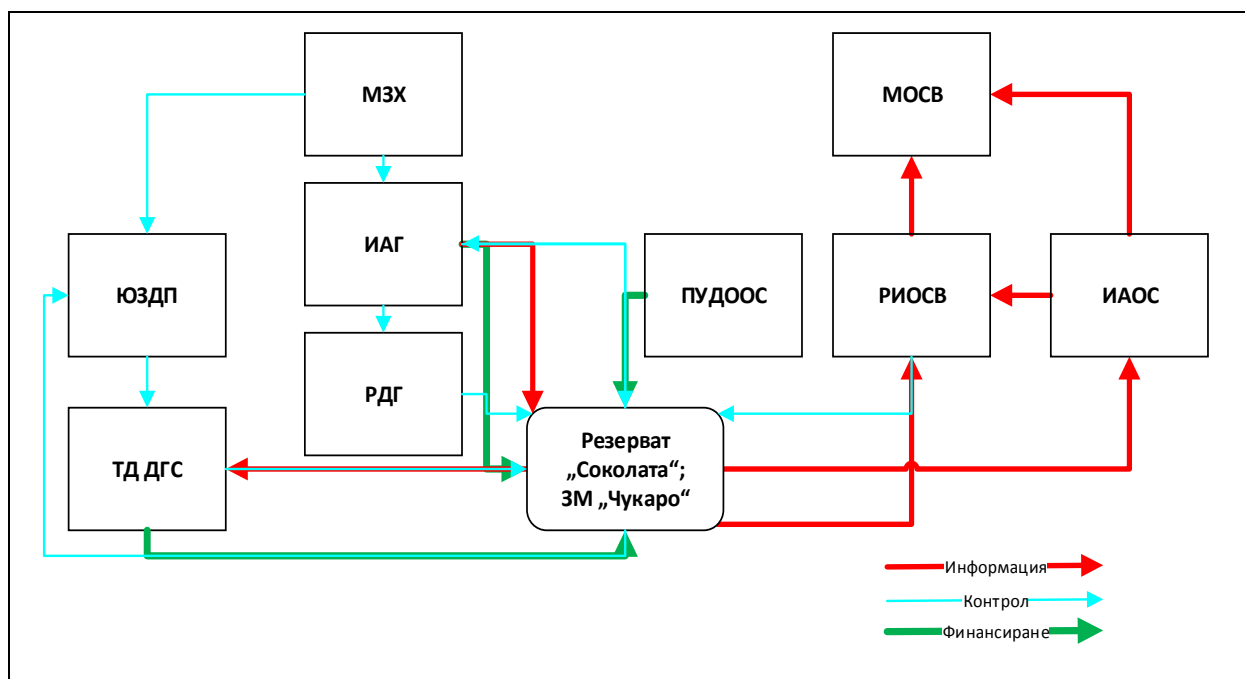 МЗХ
МОСВ
ИАГ
ЮЗДП
ПУДООС
РИОСВ
ИАОС
РДГ
ТД ДГС
Резерват
„Соколата“;
ЗМ „Чукаро“
Информация
Контрол
Финансиране